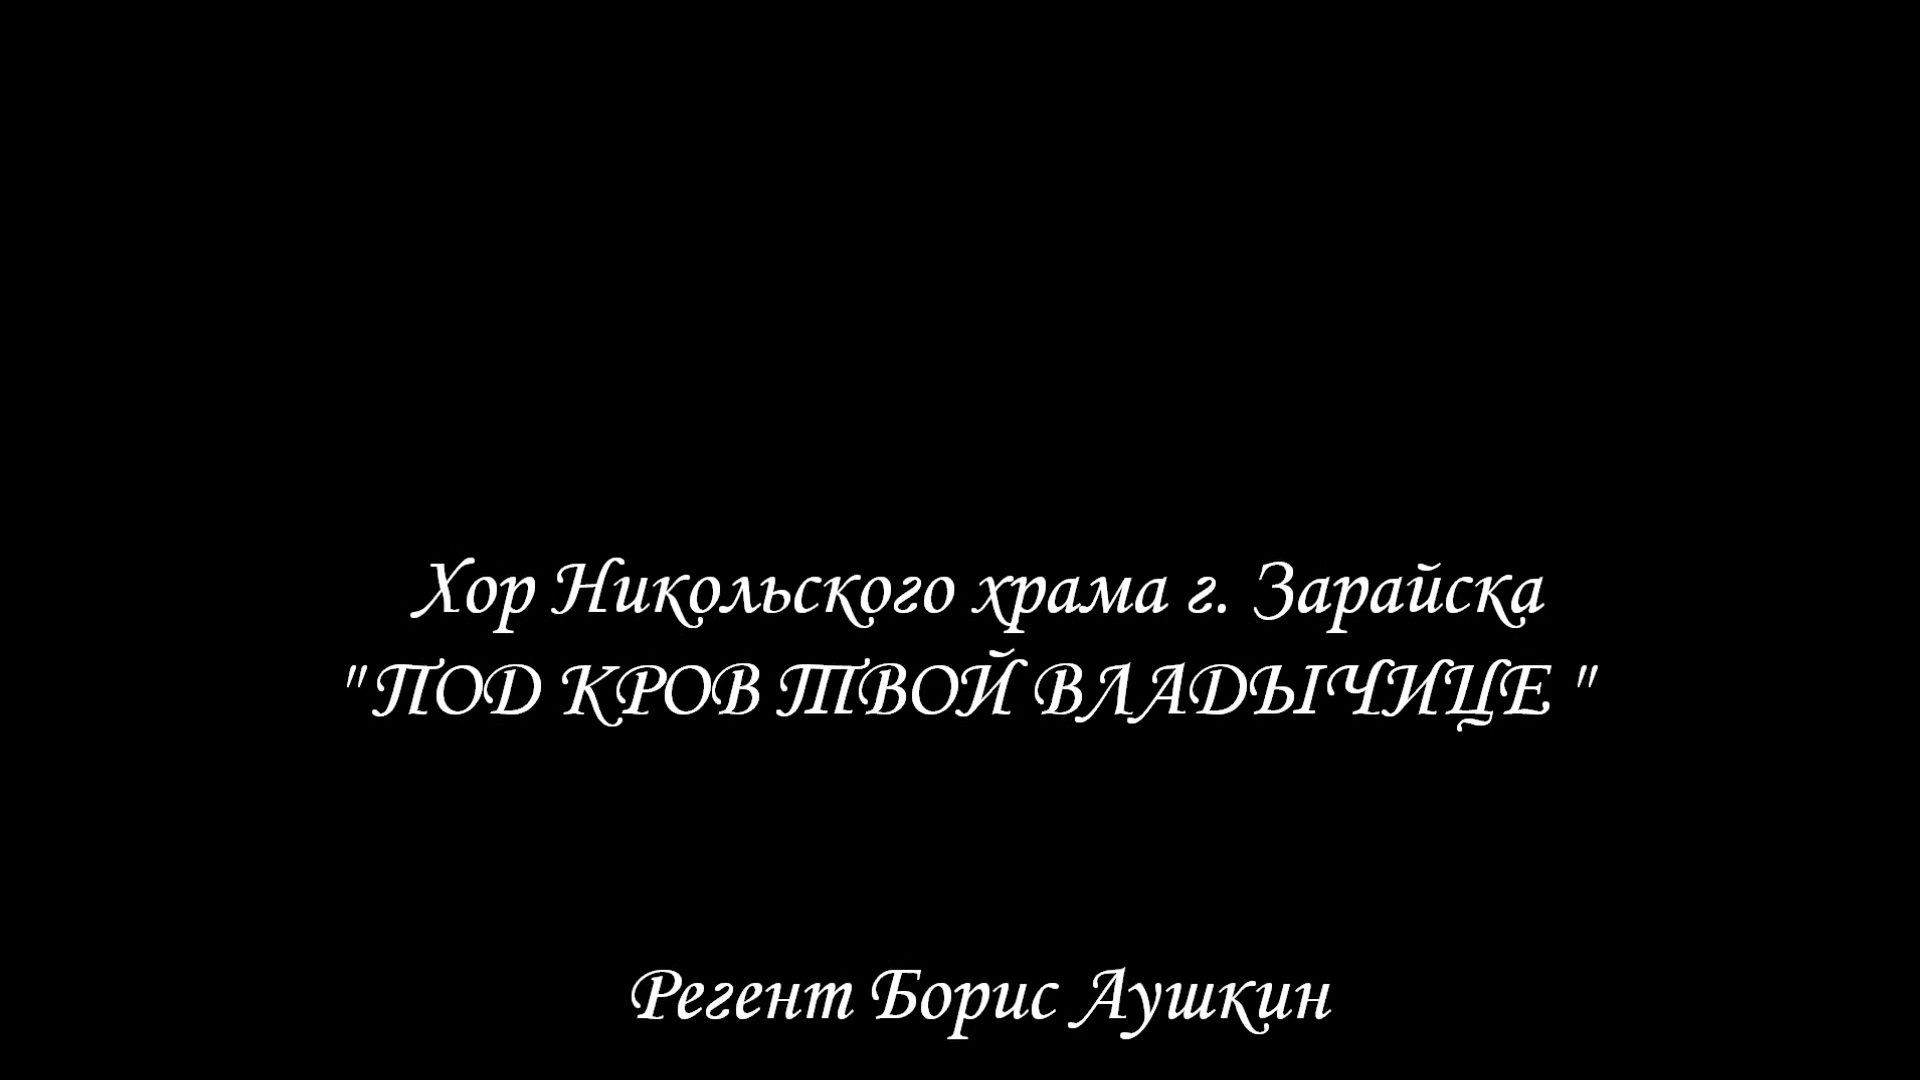 Хор Никольского храма г. Зарайска
"ПОД КРОВ ТВОЙ ВЛАДЫЧИЦЕ "
Регент Борис Аушкин